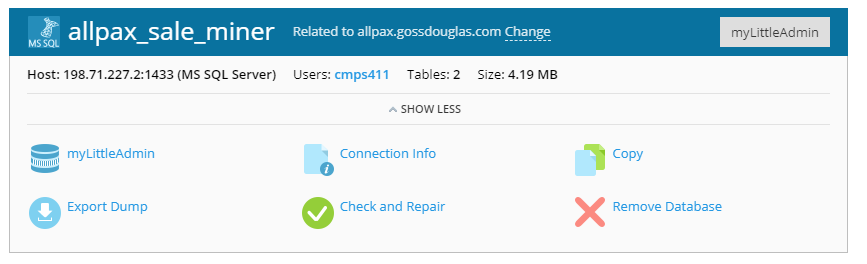 MS SQL allpax_sale_miner Related to allpax.gossdouglas.com Change myLittleAdmin
Host: 198.71.227.2:1433 (MS SQL Server) Users: cmps411 Tables: 2 Size: 4.19 MB
SHOW LESS
myLittleAdmin Connection Info Copy
Export Dump Check and Repair Remove Database